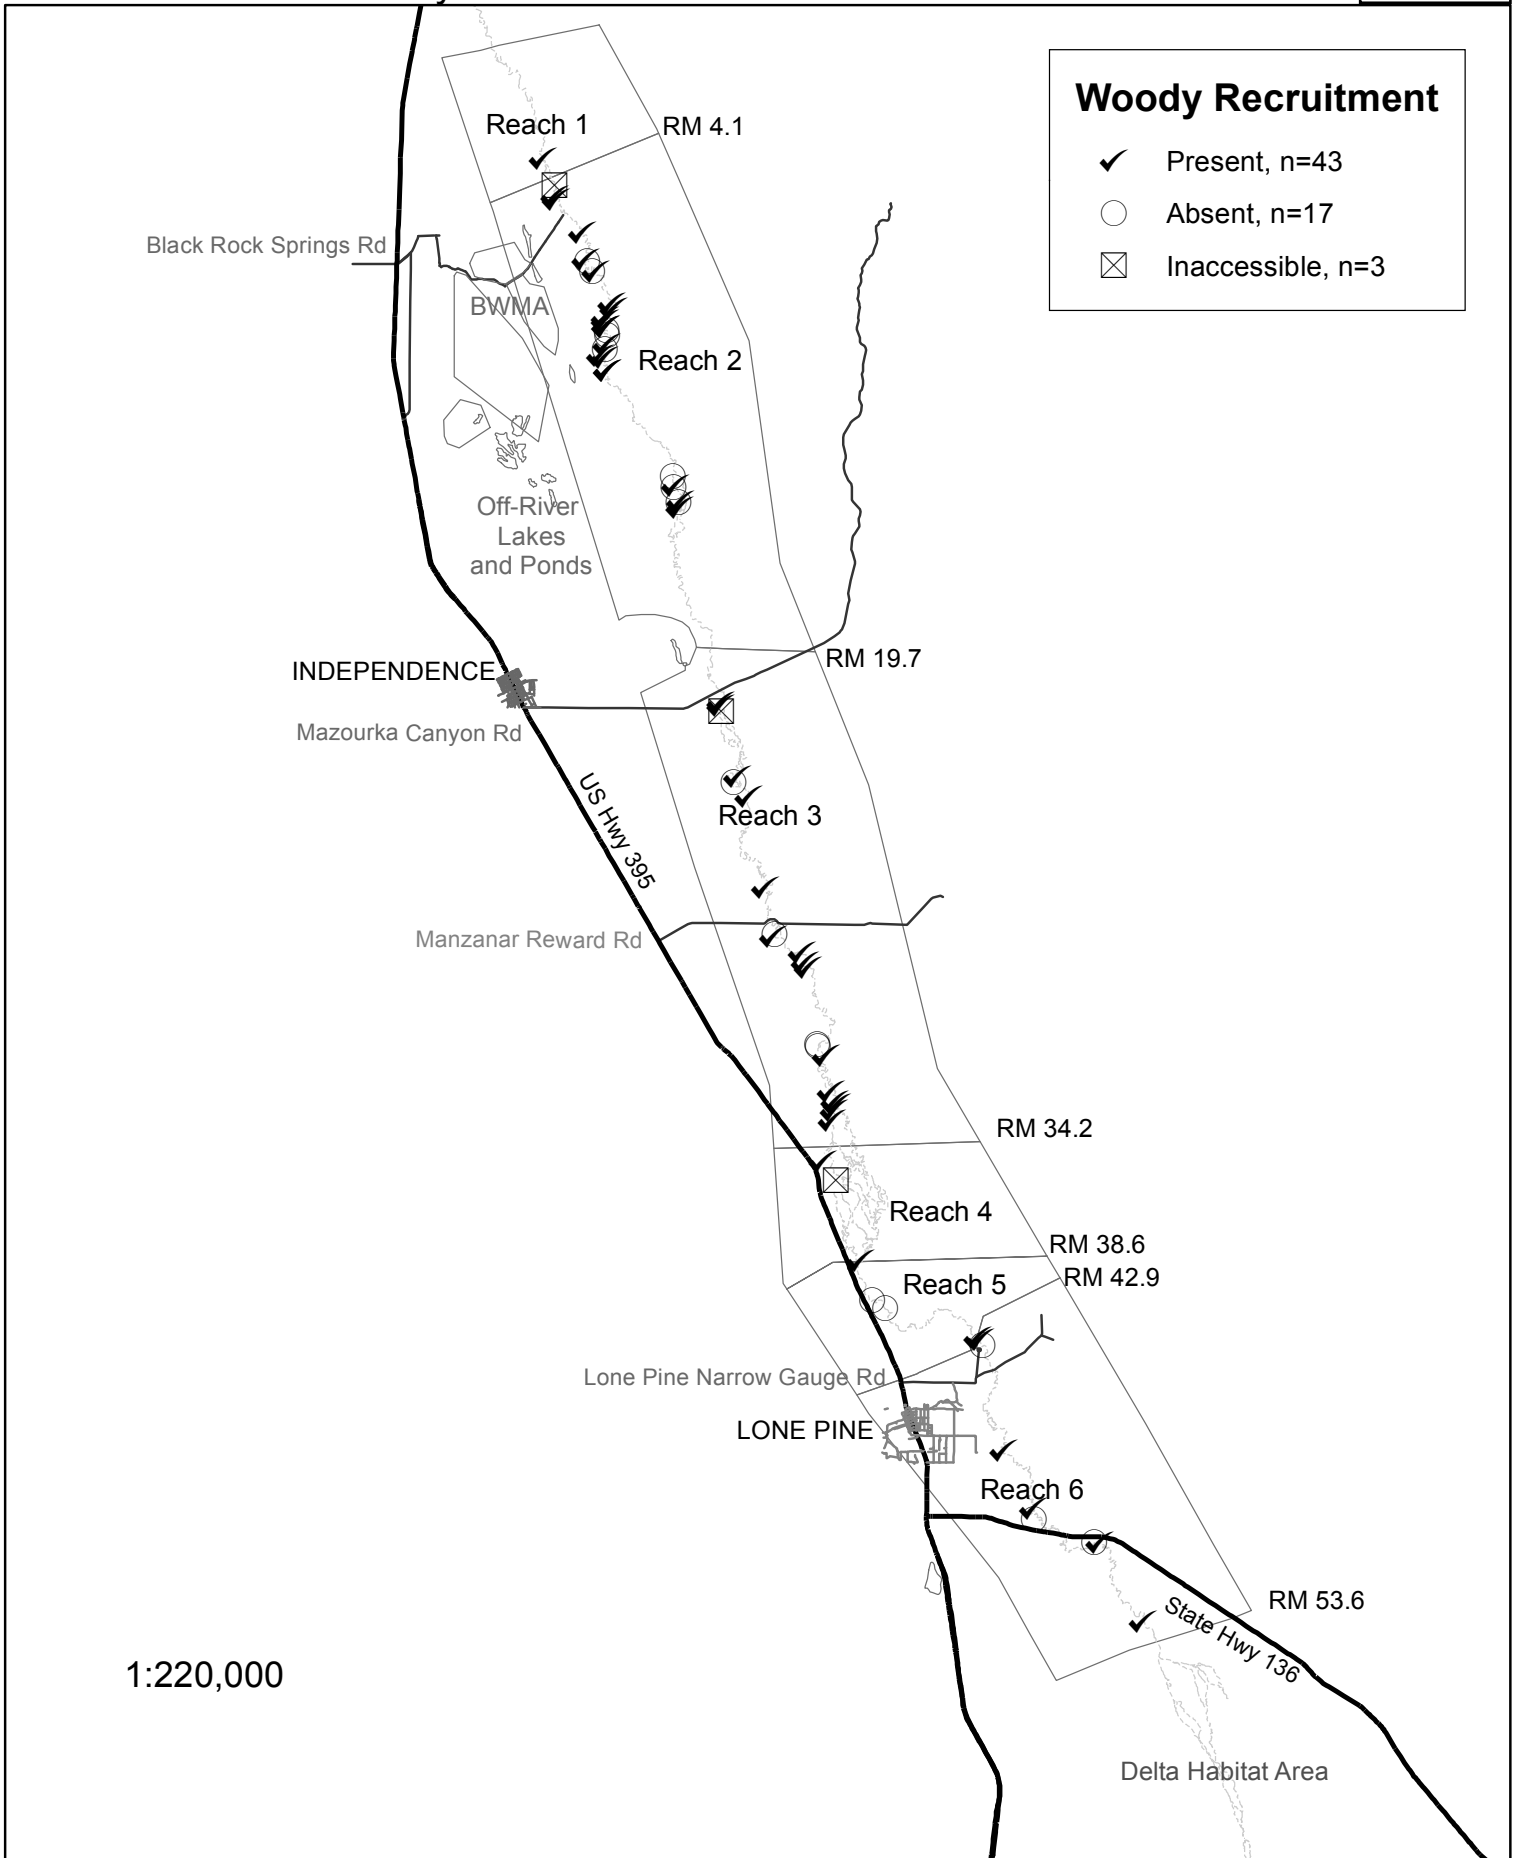 Woody Recruitment
Present, n=43
Absent, n=17
Inaccessible, n=3
Reach 1
RM 4.1
Black Rock Springs Rd
BWMA
Reach 2
Off-River
Lakes
and Ponds
INDEPENDENCE
RM 19.7
Mazourka Canyon Rd
US Hwy 395
Reach 3
Manzanar Reward Rd
RM 34.2
Reach 4
RM 38.6
RM 42.9
Reach 5
Lone Pine Narrow Gauge Rd
LONE PINE
Reach 6
RM 53.6
State Hwy 136
1:220,000
Delta Habitat Area